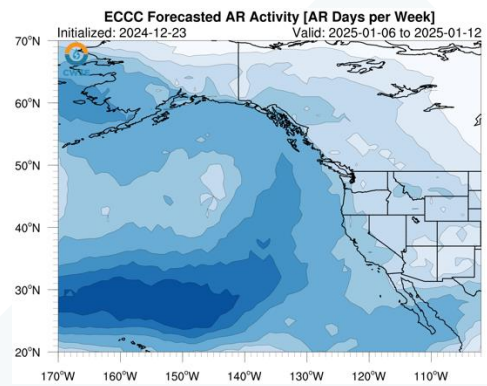 ECCC Forecasted AR Activity [AR Days per Week]
Initialized: 2024-12-23 Valid: 2025-01-06 to 2025-01-12
70°N
60°N
50°N
40°N
30°N
20°N
170°W 160°W 150°W 140°W 130°W 120°W 110°W